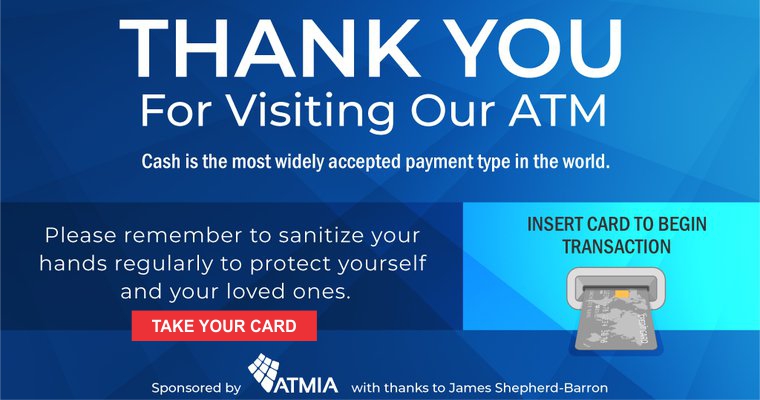 THANK YOU
For Visiting Our ATM
Cash is the most widely accepted payment type in the world.
Please remember to sanitize your
hands regularly to protect yourself
and your loved ones.
TAKE YOUR CARD
INSERT CARD TO BEGIN
TRANSACTION
Sponsored by ATMIA with thanks to James Shepherd-Barron